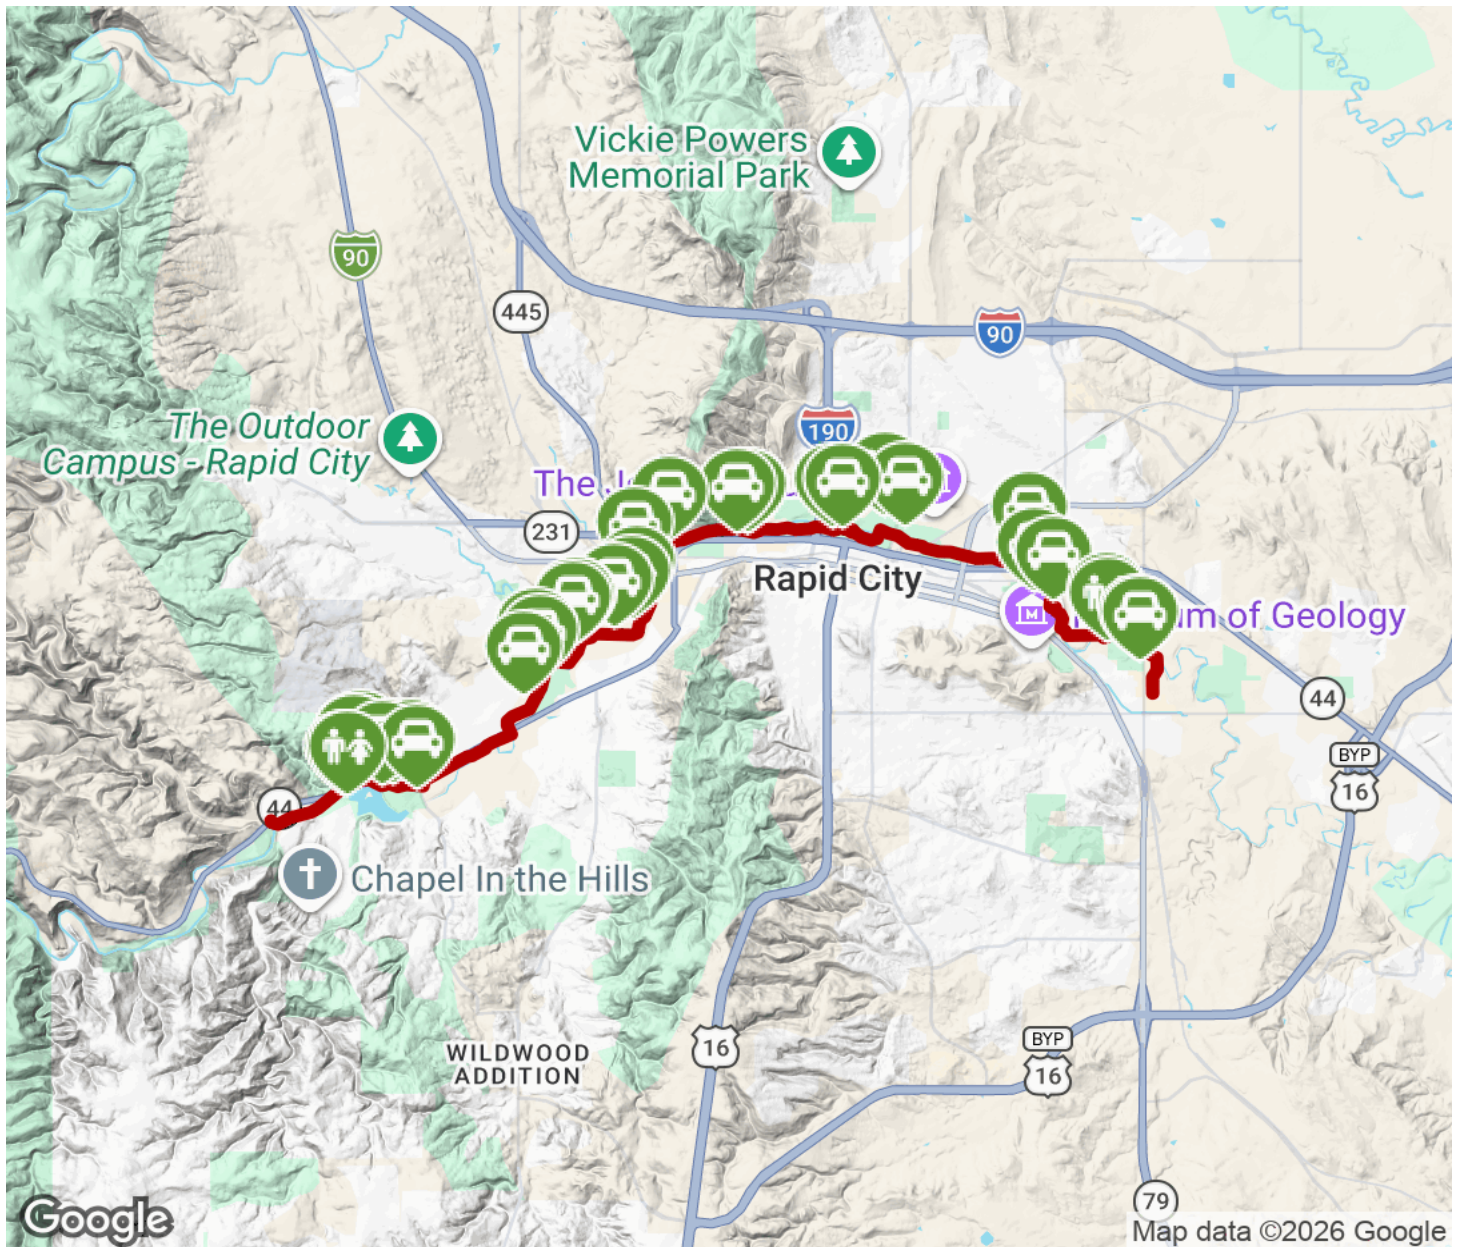 Vickie Powers
Memorial Park
90
445
90
The Outdoor
Campus - Rapid City
190
The J
231
Rapid City
M
m of Geology
44
44
BYP
16
Chapel In the Hills
WILDWOOD
ADDITION
16
BYP
16
79
Google
Map data ©2026 Google